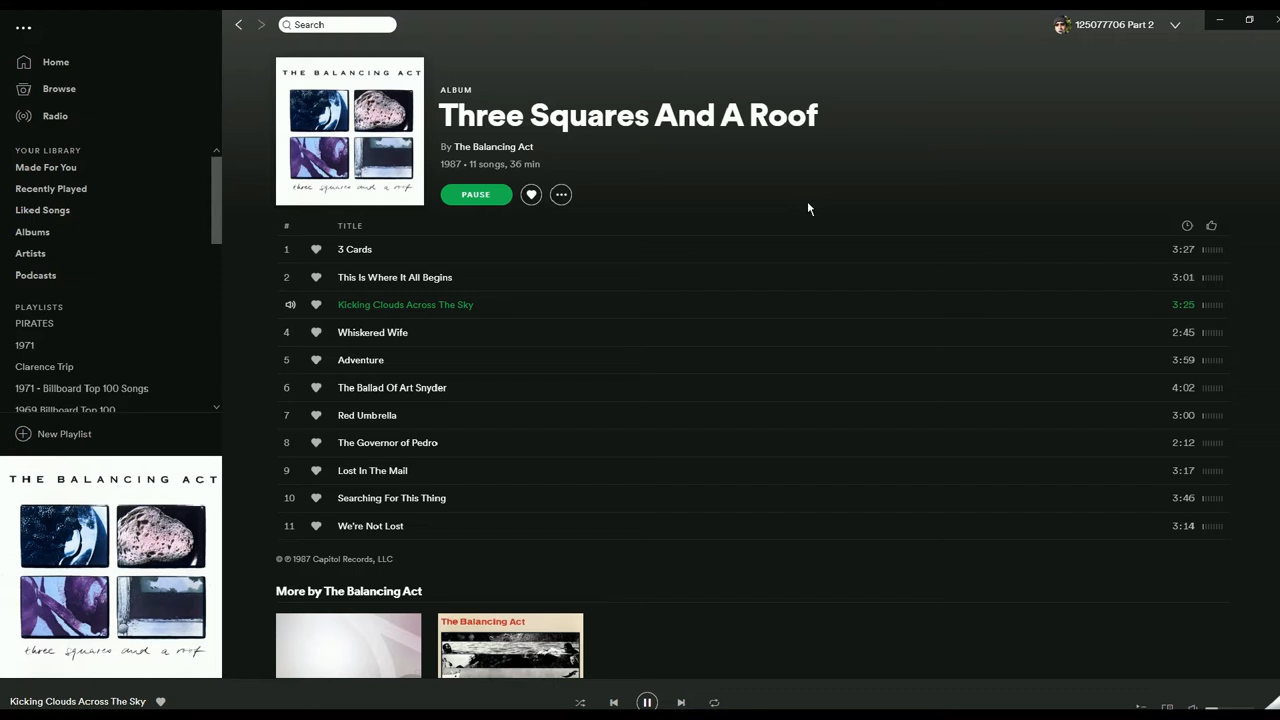 Search
125077706 Part 2
Home
Browse
Radio
YOUR LIBRARY
Made For You
Recently Played
Liked Songs
Albums
Artists
Podcasts
PLAYLISTS
PIRATES
1971
Clarence Trip
1971 - Billboard Top 100 Songs
1969 Billboard Top 100
New Playlist
THE BALANCING ACT
three squares and a roof
Kicking Clouds Across The Sky
THE BALANCING ACT
three squares and a roof
ALBUM
Three Squares And A Roof
By The Balancing Act
1987 • 11 songs, 36 min
PAUSE
# TITLE
1 3 Cards 3:27
2 This Is Where It All Begins 3:01
Kicking Clouds Across The Sky 3:25
4 Whiskered Wife 2:45
5 Adventure 3:59
6 The Ballad Of Art Snyder 4:02
7 Red Umbrella 3:00
8 The Governor of Pedro 2:12
9 Lost In The Mail 3:17
10 Searching For This Thing 3:46
11 We're Not Lost 3:14
© ℗ 1987 Capitol Records, LLC
More by The Balancing Act
The Balancing Act